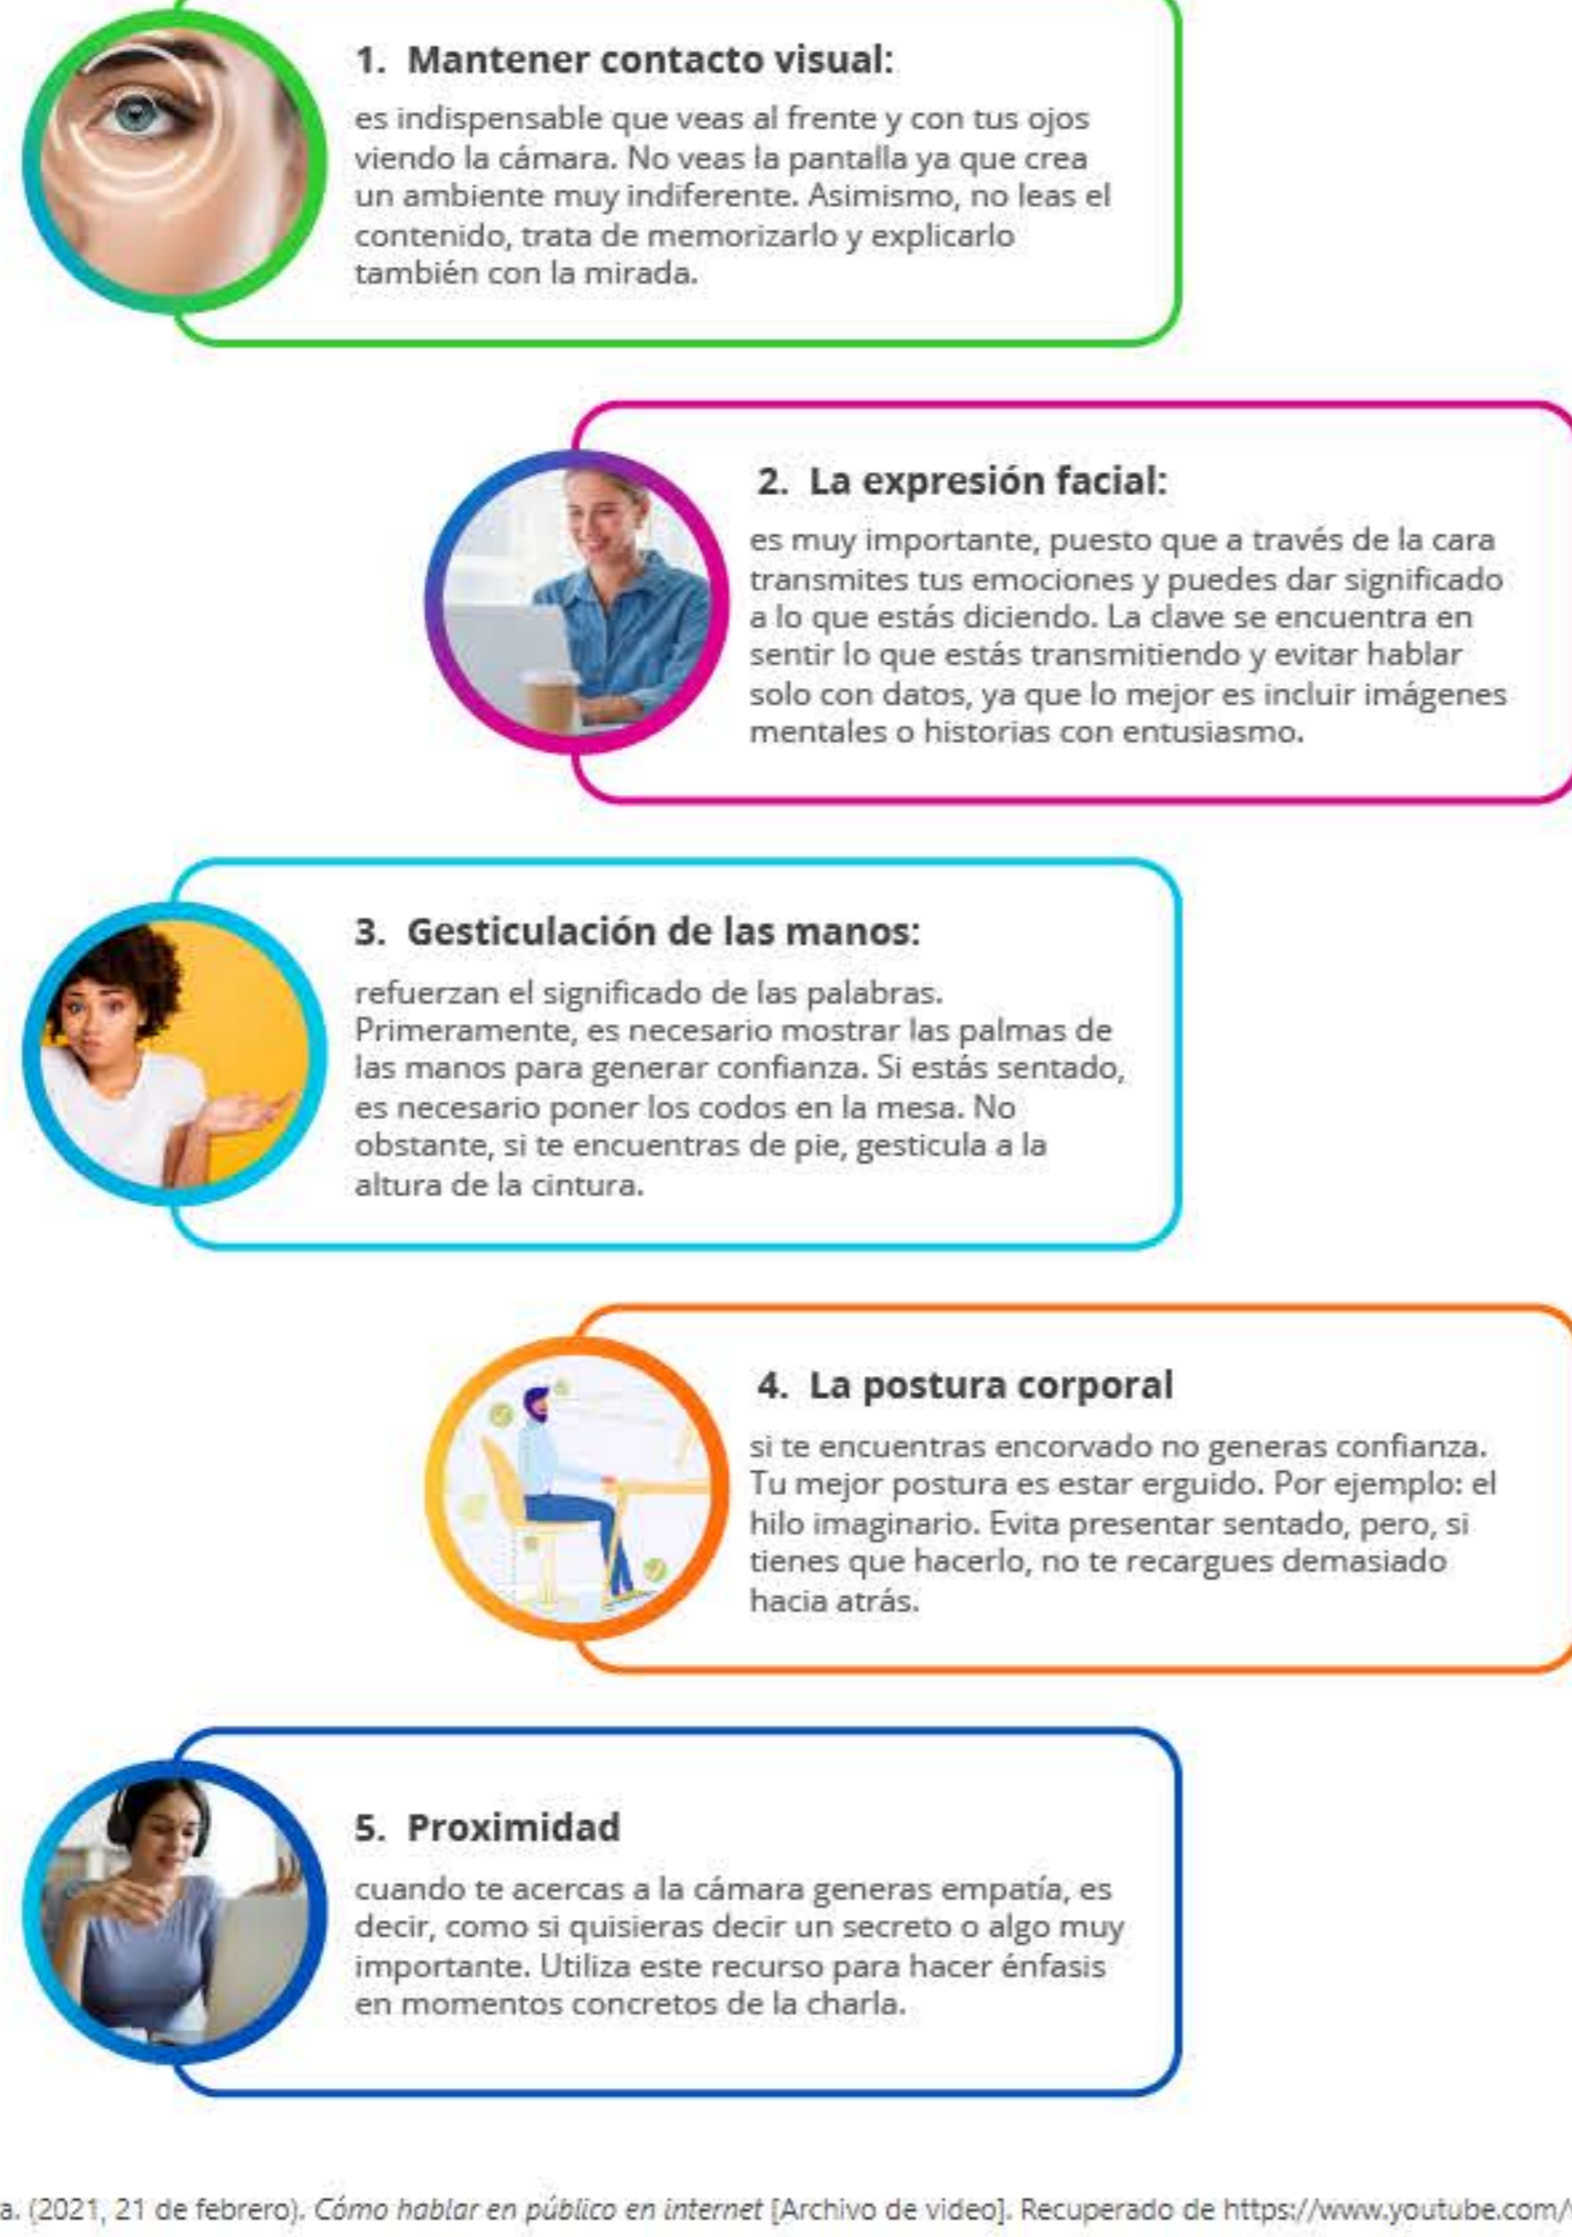 1. Mantener contacto visual:
es indispensable que veas al frente y con tus ojos
viendo la cámara. No veas la pantalla ya que crea
un ambiente muy indiferente. Asimismo, no leas el
contenido, trata de memorizarlo y explicarlo
también con la mirada.
2. La expresión facial:
es muy importante, puesto que a través de la cara
transmites tus emociones y puedes dar significado
a lo que estás diciendo. La clave se encuentra en
sentir lo que estás transmitiendo y evitar hablar
solo con datos, ya que lo mejor es incluir imágenes
mentales o historias con entusiasmo.
3. Gesticulación de las manos:
refuerzan el significado de las palabras.
Primeramente, es necesario mostrar las palmas de
las manos para generar confianza. Si estás sentado,
es necesario poner los codos en la mesa. No
obstante, si te encuentras de pie, gesticula a la
altura de la cintura.
4. La postura corporal
si te encuentras encorvado no generas confianza.
Tu mejor postura es estar erguido. Por ejemplo: el
hilo imaginario. Evita presentar sentado, pero, si
tienes que hacerlo, no te recargues demasiado
hacia atrás.
5. Proximidad
cuando te acercas a la cámara generas empatía, es
decir, como si quisieras decir un secreto o algo muy
importante. Utiliza este recurso para hacer énfasis
en momentos concretos de la charla.
a. (2021, 21 de febrero). Cómo hablar en público en internet [Archivo de video]. Recuperado de https://www.youtube.com/